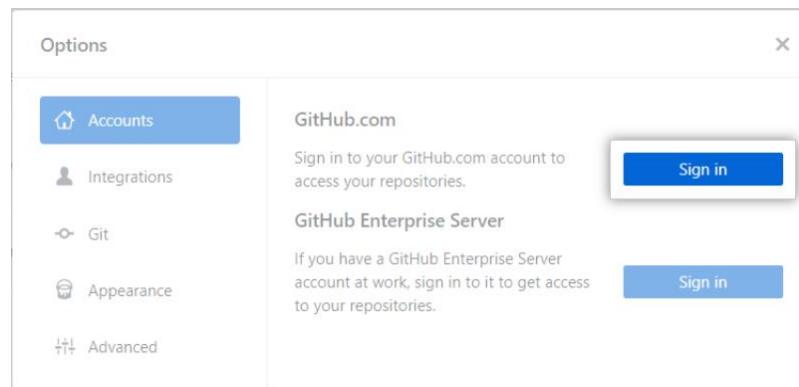 Options
Accounts
Integrations
Git
Appearance
Advanced
GitHub.com
Sign in to your GitHub.com account to
access your repositories.
Sign in
GitHub Enterprise Server
If you have a GitHub Enterprise Server
account at work, sign in to it to get access
to your repositories.
Sign in